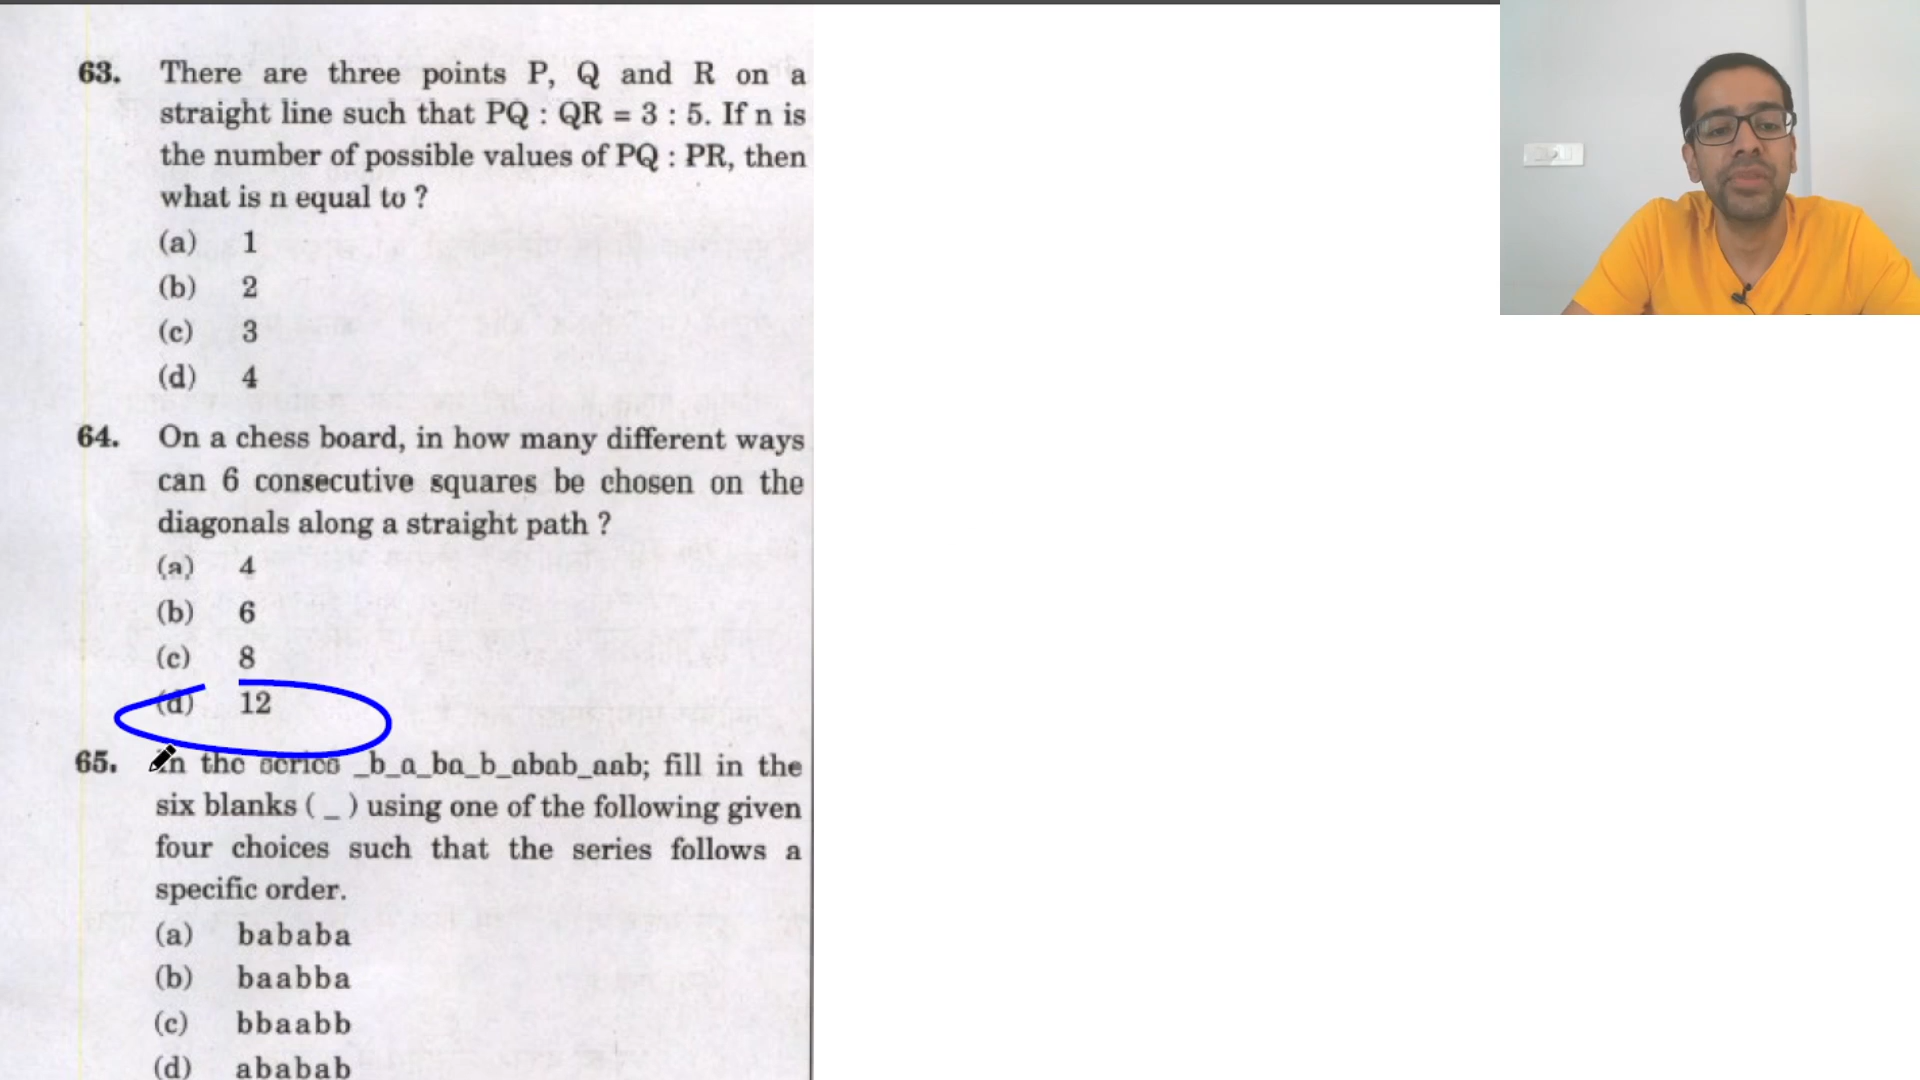 63. There are three points P, Q and R on a
straight line such that PQ : QR = 3 : 5. If n is
the number of possible values of PQ : PR, then
what is n equal to ?
(a) 1
(b) 2
(c) 3
(d) 4
64. On a chess board, in how many different ways
can 6 consecutive squares be chosen on the
diagonals along a straight path ?
(a) 4
(b) 6
(c) 8
(d) 12
65. In the series _b_a_ba_b_abab_aab; fill in the
six blanks ( _ ) using one of the following given
four choices such that the series follows a
specific order.
(a) bababa
(b) baabba
(c) bbaabb
(d) ababab